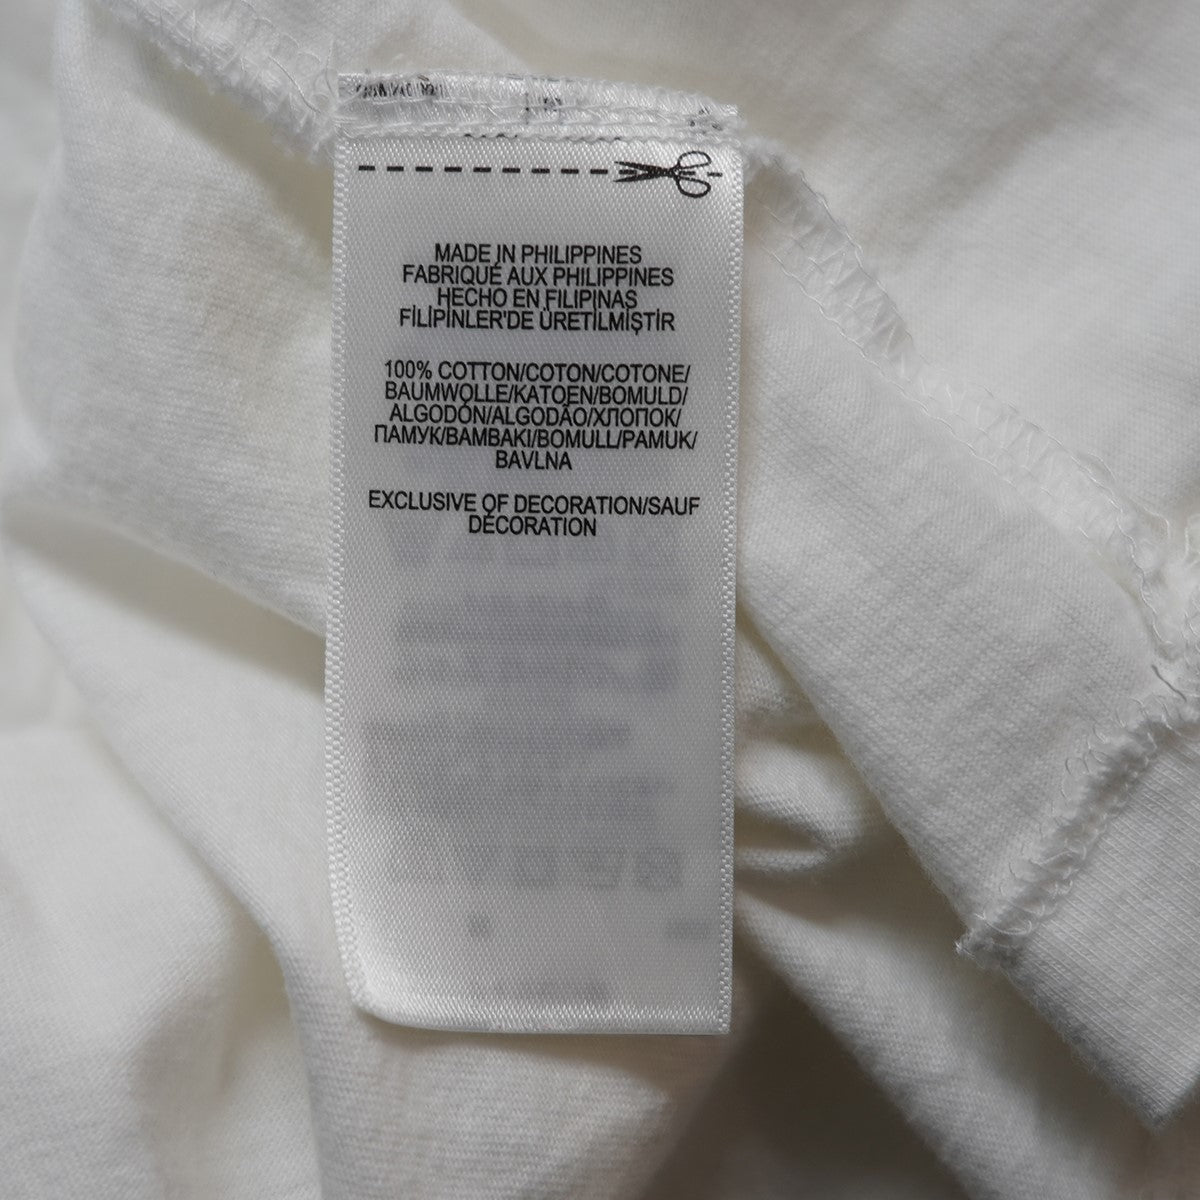 MADE IN PHILIPPINES
FABRIQUÉ AUX PHILIPPINES
HECHO EN FILIPINAS
FİLİPİNLER'DE ÜRETİLMİŞTİR
100% COTTON/COTON/COTONE/
BAUMWOLLE/KATOEN/BOMULD/
ALGODÓN/ALGODÃO/ХЛОПОК/
ПАМУК/BAMBAKI/BOMULL/PAMUK/
BAVLNA
EXCLUSIVE OF DECORATION/SAUF
DÉCORATION